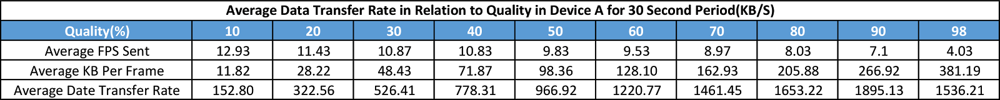 Average Data Transfer Rate in Relation to Quality in Device A for 30 Second Period(KB/S)
Quality(%) 10 20 30 40 50 60 70 80 90 98
Average FPS Sent 12.93 11.43 10.87 10.83 9.83 9.53 8.97 8.03 7.1 4.03
Average KB Per Frame 11.82 28.22 48.43 71.87 98.36 128.10 162.93 205.88 266.92 381.19
Average Date Transfer Rate 152.80 322.56 526.41 778.31 966.92 1220.77 1461.45 1653.22 1895.13 1536.21